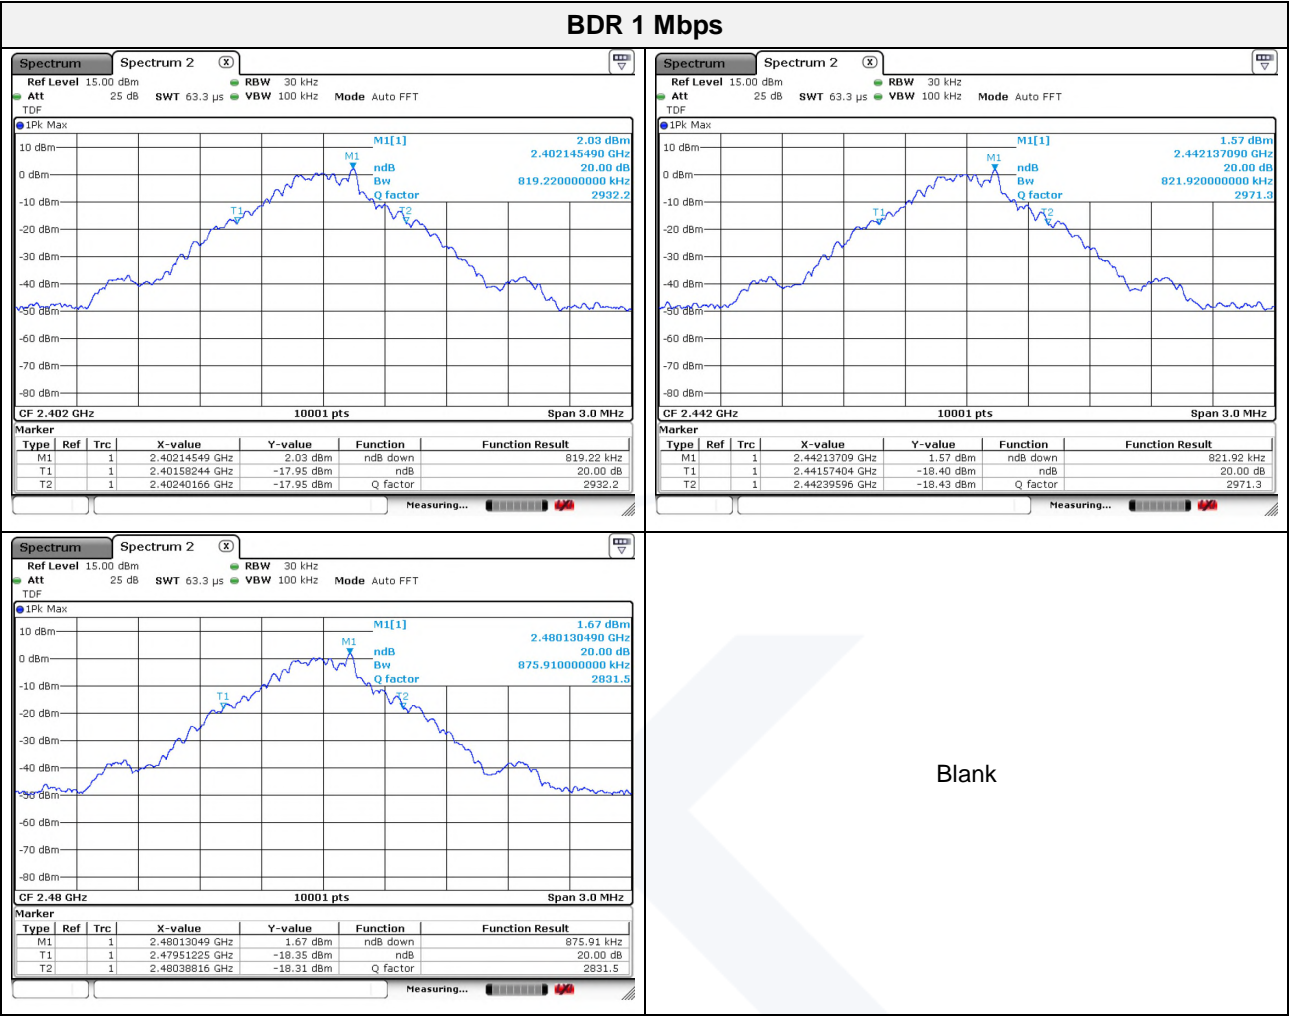 BDR 1 Mbps
Spectrum Spectrum 2 X
Ref Level 15.00 dBm RBW 30 kHz
Att 25 dB SWT 63.3 µs VBW 100 kHz Mode Auto FFT
TDF
1Pk Max
M1[1] 2.03 dBm
2.402145490 GHz
ndB 20.00 dB
Bw 819.220000000 kHz
Q factor 2932.2
M1
T1
T2
10 dBm
0 dBm
-10 dBm
-20 dBm
-30 dBm
-40 dBm
-50 dBm
-60 dBm
-70 dBm
-80 dBm
CF 2.402 GHz 10001 pts Span 3.0 MHz
Marker
Type Ref Trc X-value Y-value Function Function Result
M1 1 2.40214549 GHz 2.03 dBm ndB down 819.22 kHz
T1 1 2.40158244 GHz -17.95 dBm ndB 20.00 dB
T2 1 2.40240166 GHz -17.95 dBm Q factor 2932.2
Measuring...
Spectrum Spectrum 2 X
Ref Level 15.00 dBm RBW 30 kHz
Att 25 dB SWT 63.3 µs VBW 100 kHz Mode Auto FFT
TDF
1Pk Max
M1[1] 1.57 dBm
2.442137090 GHz
ndB 20.00 dB
Bw 821.920000000 kHz
Q factor 2971.3
M1
T1
T2
10 dBm
0 dBm
-10 dBm
-20 dBm
-30 dBm
-40 dBm
-50 dBm
-60 dBm
-70 dBm
-80 dBm
CF 2.442 GHz 10001 pts Span 3.0 MHz
Marker
Type Ref Trc X-value Y-value Function Function Result
M1 1 2.44213709 GHz 1.57 dBm ndB down 821.92 kHz
T1 1 2.44157404 GHz -18.40 dBm ndB 20.00 dB
T2 1 2.44239596 GHz -18.43 dBm Q factor 2971.3
Measuring...
Spectrum Spectrum 2 X
Ref Level 15.00 dBm RBW 30 kHz
Att 25 dB SWT 63.3 µs VBW 100 kHz Mode Auto FFT
TDF
1Pk Max
M1[1] 1.67 dBm
2.480130490 GHz
ndB 20.00 dB
Bw 875.910000000 kHz
Q factor 2831.5
M1
T1
T2
10 dBm
0 dBm
-10 dBm
-20 dBm
-30 dBm
-40 dBm
-50 dBm
-60 dBm
-70 dBm
-80 dBm
CF 2.48 GHz 10001 pts Span 3.0 MHz
Marker
Type Ref Trc X-value Y-value Function Function Result
M1 1 2.48013049 GHz 1.67 dBm ndB down 875.91 kHz
T1 1 2.47951225 GHz -18.35 dBm ndB 20.00 dB
T2 1 2.48038816 GHz -18.31 dBm Q factor 2831.5
Measuring...
Blank